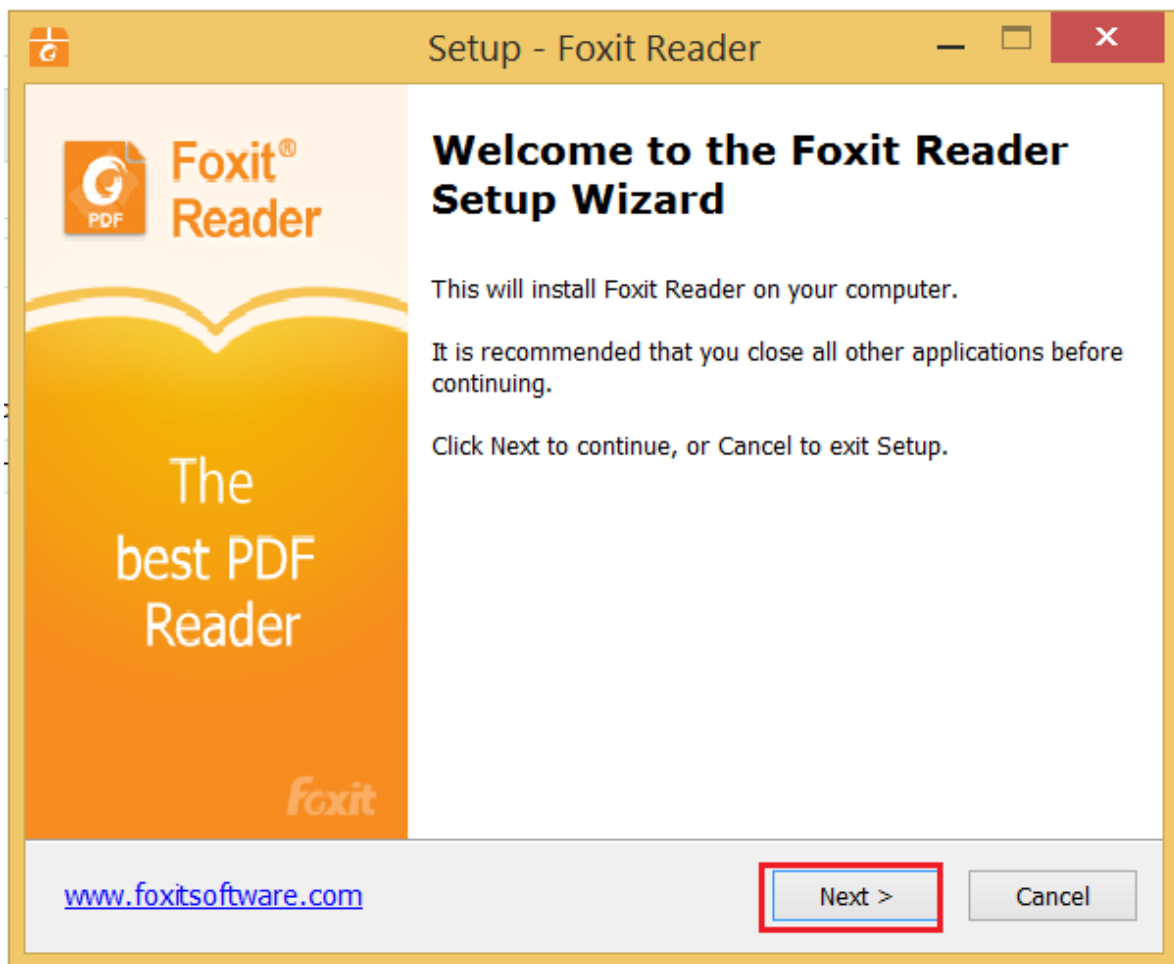 Setup - Foxit Reader
Foxit®
Reader
PDF
The
best PDF
Reader
Foxit
Welcome to the Foxit Reader
Setup Wizard
This will install Foxit Reader on your computer.
It is recommended that you close all other applications before
continuing.
Click Next to continue, or Cancel to exit Setup.
www.foxitsoftware.com
Next >
Cancel